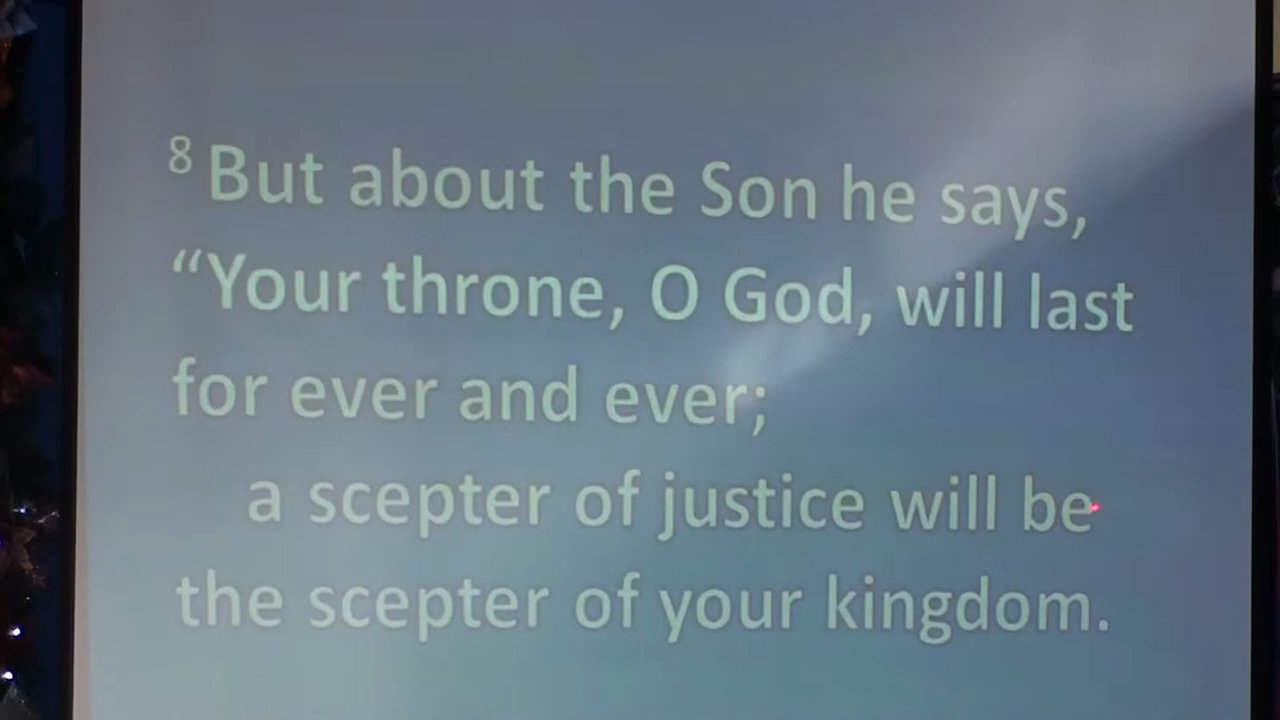 8 But about the Son he says,
“Your throne, O God, will last
for ever and ever;
a scepter of justice will be
the scepter of your kingdom.